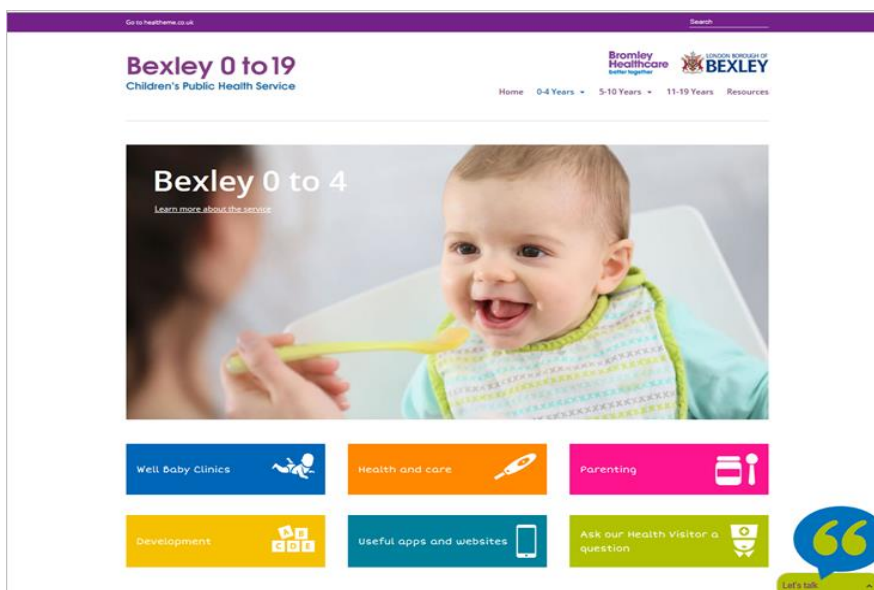 Go to healtheme.co.uk
Search
Bexley 0 to 19
Children's Public Health Service
Bromley
Healthcare
better together
LONDON BOROUGH OF
BEXLEY
Home 0-4 Years 5-10 Years 11-19 Years Resources
Bexley 0 to 4
Learn more about the service
Well Baby Clinics
Health and care
Parenting
Development
A B
C D E
Useful apps and websites
Ask our Health Visitor a
question
Let's talk